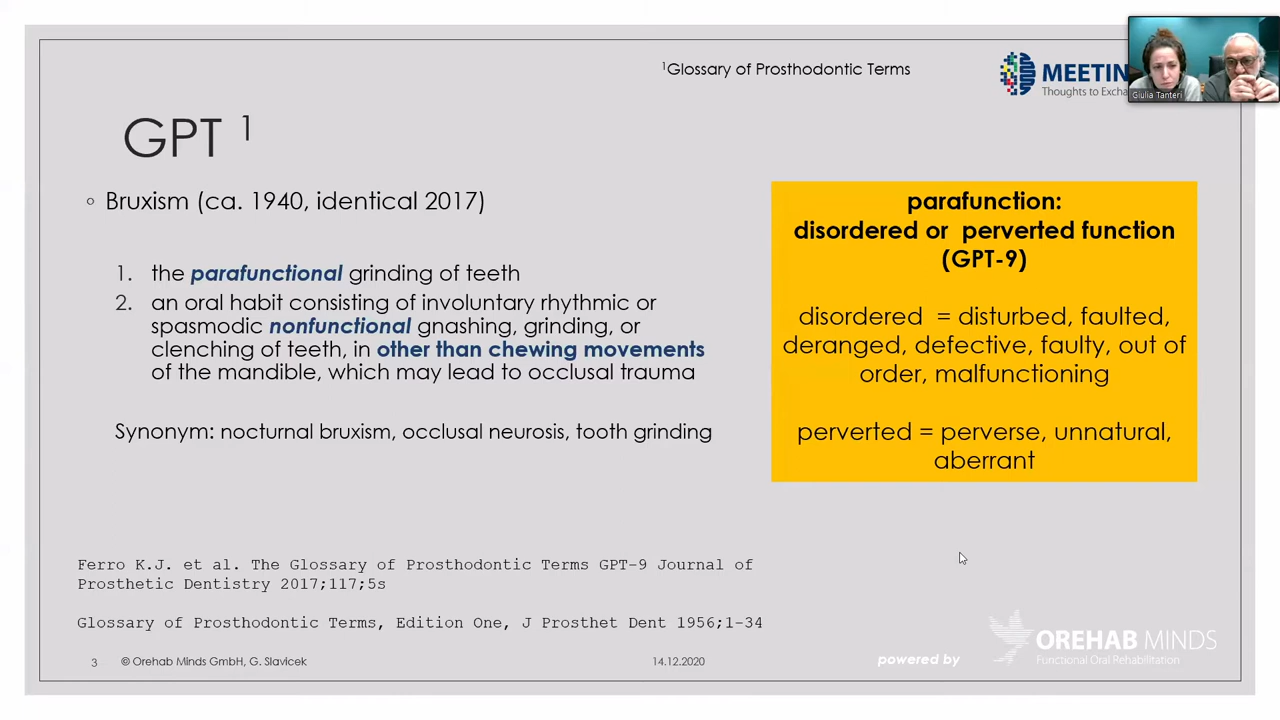 ¹Glossary of Prosthodontic Terms
MEETIN
Thoughts to Excha
Giulia Tanteri
GPT ¹
Bruxism (ca. 1940, identical 2017)
1. the parafunctional grinding of teeth
2. an oral habit consisting of involuntary rhythmic or
spasmodic nonfunctional gnashing, grinding, or
clenching of teeth, in other than chewing movements
of the mandible, which may lead to occlusal trauma
Synonym: nocturnal bruxism, occlusal neurosis, tooth grinding
parafunction:
disordered or perverted function
(GPT-9)
disordered = disturbed, faulted,
deranged, defective, faulty, out of
order, malfunctioning
perverted = perverse, unnatural,
aberrant
Ferro K.J. et al. The Glossary of Prosthodontic Terms GPT-9 Journal of
Prosthetic Dentistry 2017;117;5s
Glossary of Prosthodontic Terms, Edition One, J Prosthet Dent 1956;1-34
3 © Orehab Minds GmbH, G. Slavicek 14.12.2020
powered by
OREHAB MINDS
Functional Oral Rehabilitation